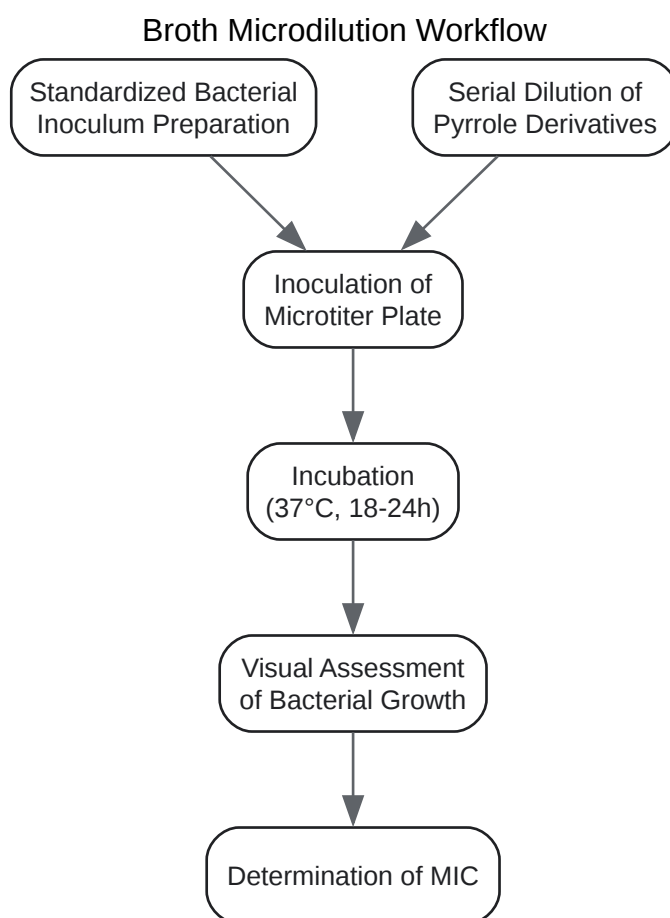 Broth Microdilution Workflow
Standardized Bacterial
Inoculum Preparation
Serial Dilution of
Pyrrole Derivatives
Inoculation of
Microtiter Plate
Incubation
(37°C, 18-24h)
Visual Assessment
of Bacterial Growth
Determination of MIC